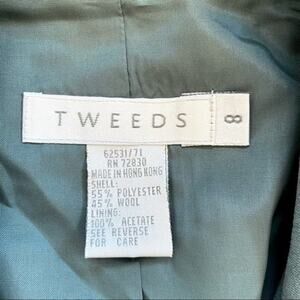 TWEEDS
8
62531/71
RN 72830
MADE IN HONG KONG
SHELL:
55% POLYESTER
45% WOOL
LINING:
100% ACETATE
SEE REVERSE
FOR CARE